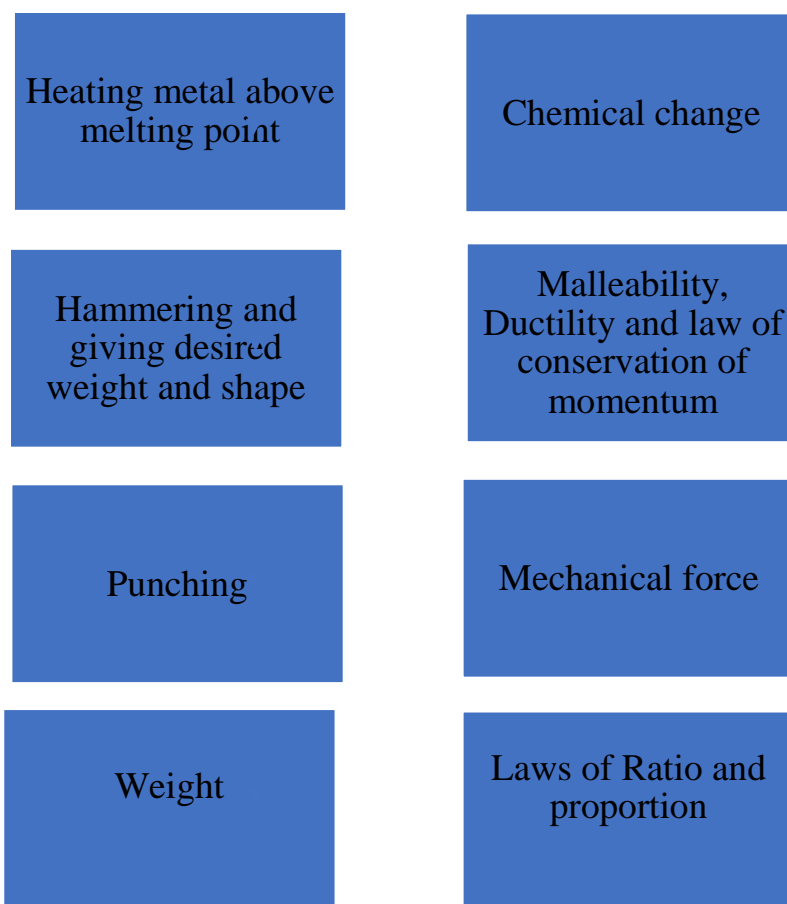 Heating metal above
melting point
Chemical change
Hammering and
giving desired
weight and shape
Malleability,
Ductility and law of
conservation of
momentum
Punching
Mechanical force
Weight
Laws of Ratio and
proportion